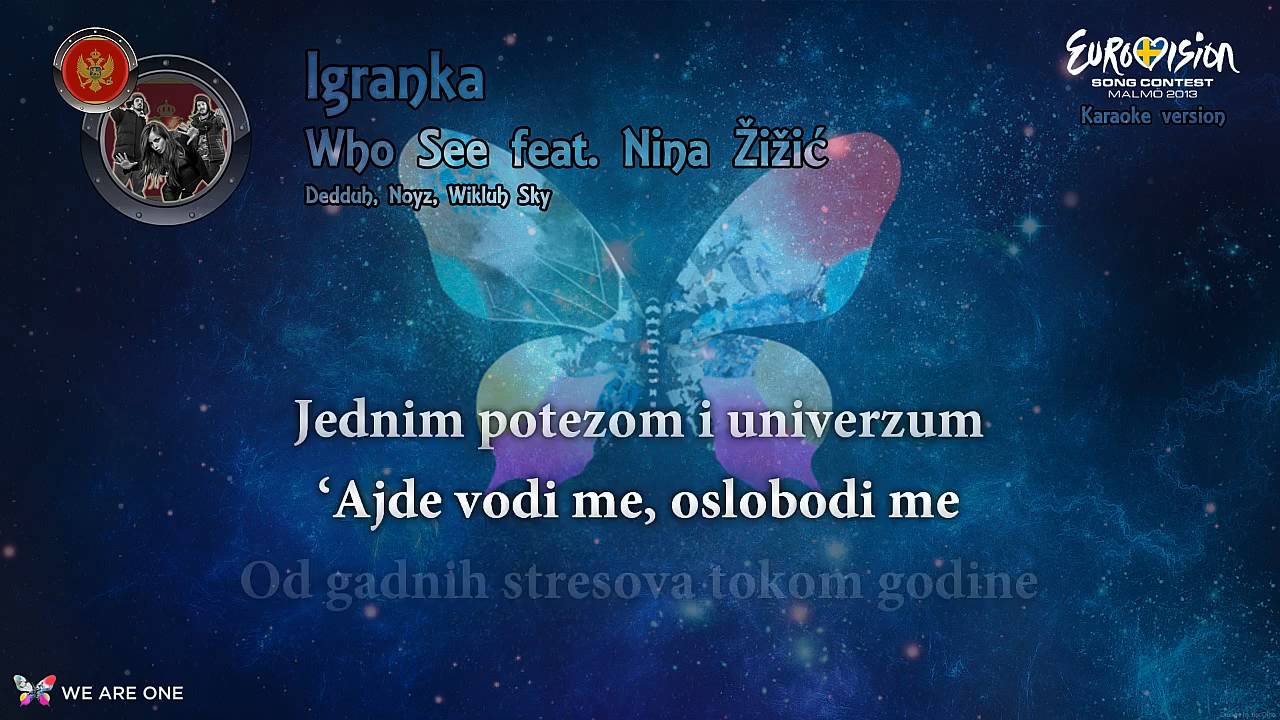 Igranka
Who See feat. Nina Žižić
Dedduh, Noyz, Wikluh Sky
EUROVISION
SONG CONTEST
MALMÖ 2013
Karaoke version
Jednim potezom i univerzum
‘Ajde vodi me, oslobodi me
Od gadnih stresova tokom godine
WE ARE ONE